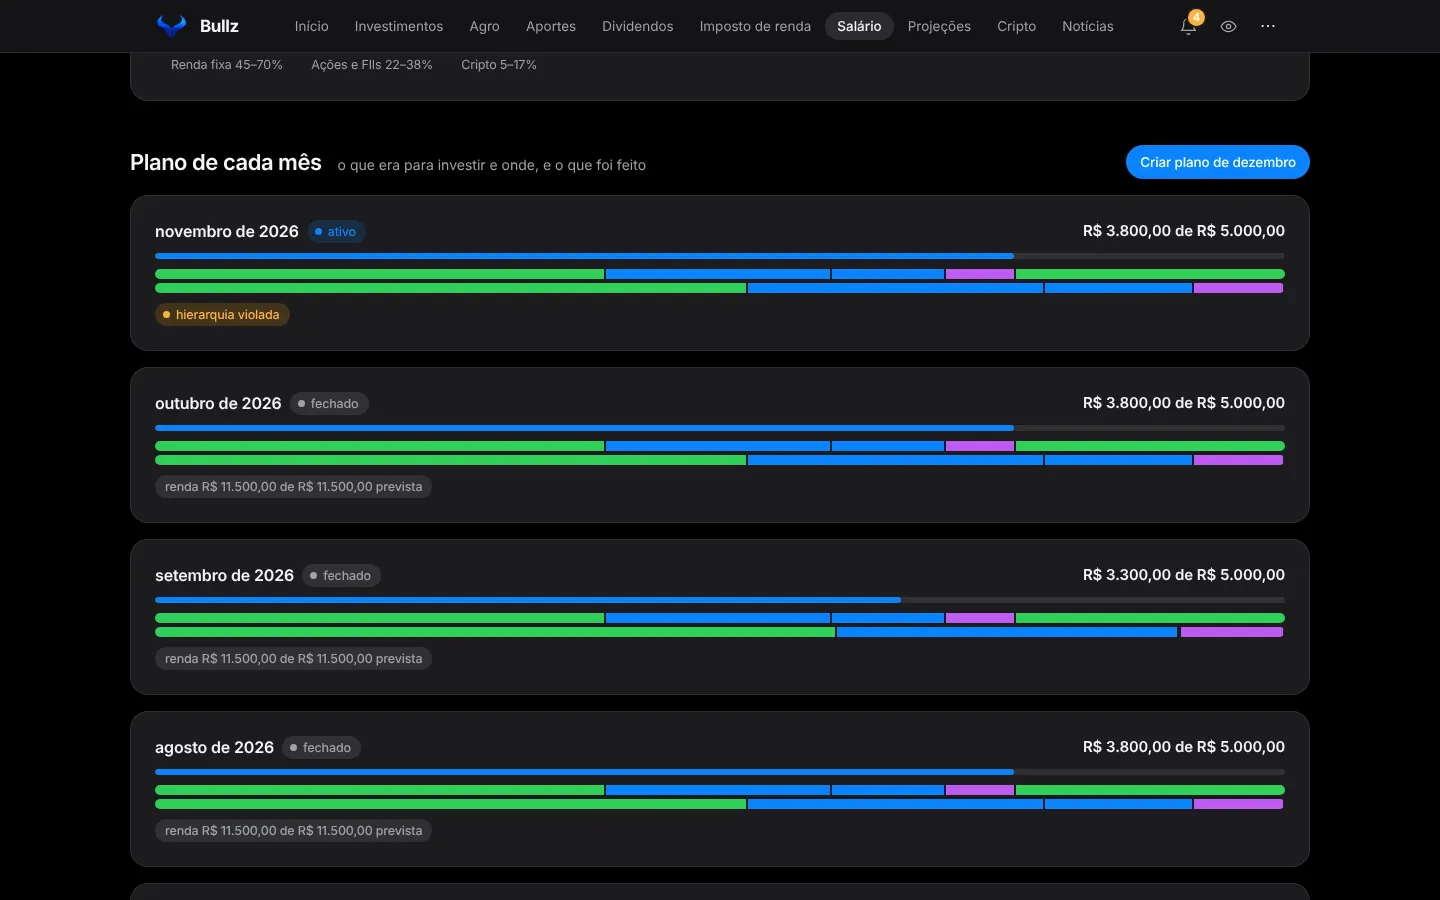 Bullz
Início Investimentos Agro Aportes Dividendos Imposto de renda Salário Projeções Cripto Notícias 4
Renda fixa 45–70% Ações e FIIs 22–38% Cripto 5–17%
Plano de cada mês o que era para investir e onde, e o que foi feito Criar plano de dezembro
novembro de 2026 ativo R$ 3.800,00 de R$ 5.000,00
hierarquia violada
outubro de 2026 fechado R$ 3.800,00 de R$ 5.000,00
renda R$ 11.500,00 de R$ 11.500,00 prevista
setembro de 2026 fechado R$ 3.300,00 de R$ 5.000,00
renda R$ 11.500,00 de R$ 11.500,00 prevista
agosto de 2026 fechado R$ 3.800,00 de R$ 5.000,00
renda R$ 11.500,00 de R$ 11.500,00 prevista